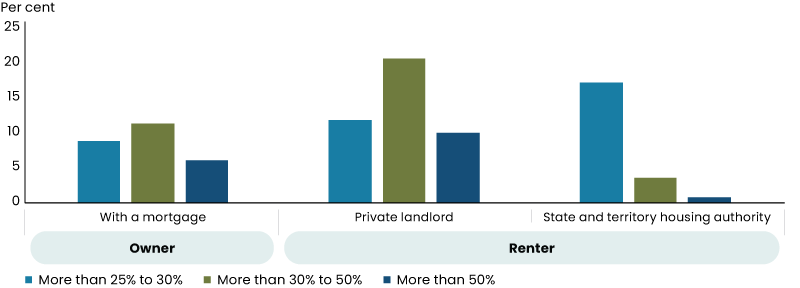 Per cent
25
20
15
10
5
0
With a mortgage Private landlord State and territory housing authority
Owner Renter
More than 25% to 30% More than 30% to 50% More than 50%